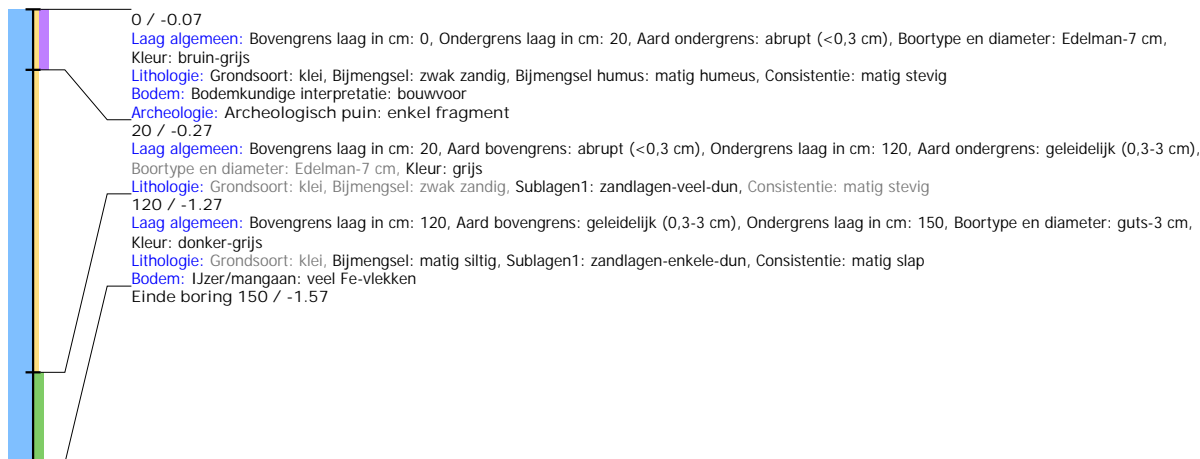 0 / -0.07
Laag algemeen: Bovengrens laag in cm: 0, Ondergrens laag in cm: 20, Aard ondergrens: abrupt (<0,3 cm), Boortype en diameter: Edelman-7 cm,
Kleur: bruin-grijs
Lithologie: Grondsoort: klei, Bijmengsel: zwak zandig, Bijmengsel humus: matig humeus, Consistentie: matig stevig
Bodem: Bodemkundige interpretatie: bouwvoor
Archeologie: Archeologisch puin: enkel fragment
20 / -0.27
Laag algemeen: Bovengrens laag in cm: 20, Aard bovengrens: abrupt (<0,3 cm), Ondergrens laag in cm: 120, Aard ondergrens: geleidelijk (0,3-3 cm),
Boortype en diameter: Edelman-7 cm, Kleur: grijs
Lithologie: Grondsoort: klei, Bijmengsel: zwak zandig, Sublagen1: zandlagen-veel-dun, Consistentie: matig stevig
120 / -1.27
Laag algemeen: Bovengrens laag in cm: 120, Aard bovengrens: geleidelijk (0,3-3 cm), Ondergrens laag in cm: 150, Boortype en diameter: guts-3 cm,
Kleur: donker-grijs
Lithologie: Grondsoort: klei, Bijmengsel: matig siltig, Sublagen1: zandlagen-enkele-dun, Consistentie: matig slap
Bodem: IJzer/mangaan: veel Fe-vlekken
Einde boring 150 / -1.57